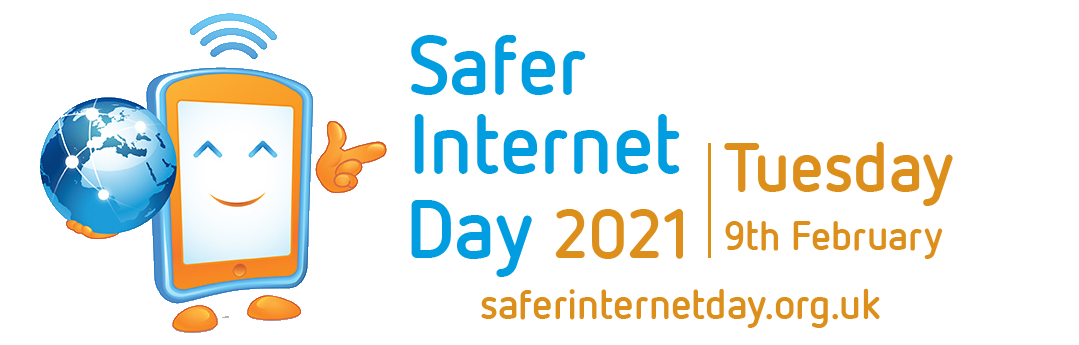 Safer
Internet
Day 2021
Tuesday
9th February
saferinternetday.org.uk